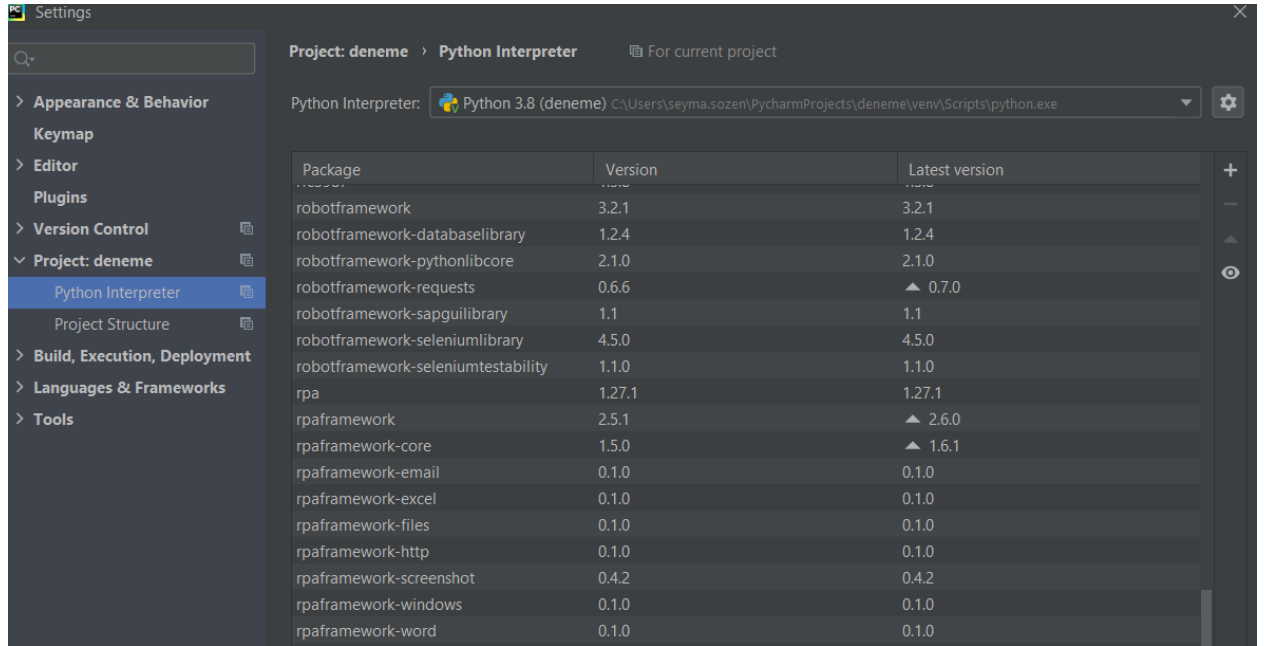 PC Settings
Project: deneme › Python Interpreter For current project
Appearance & Behavior
Keymap
Editor
Plugins
Version Control
Project: deneme
Python Interpreter
Project Structure
Build, Execution, Deployment
Languages & Frameworks
Tools
Python Interpreter: Python 3.8 (deneme) C:\Users\seyma.sozen\PycharmProjects\deneme\venv\Scripts\python.exe
Package Version Latest version
robotframework 3.2.1 3.2.1
robotframework-databaselibrary 1.2.4 1.2.4
robotframework-pythonlibcore 2.1.0 2.1.0
robotframework-requests 0.6.6 0.7.0
robotframework-sapguilibrary 1.1 1.1
robotframework-seleniumlibrary 4.5.0 4.5.0
robotframework-seleniumtestability 1.1.0 1.1.0
rpa 1.27.1 1.27.1
rpaframework 2.5.1 2.6.0
rpaframework-core 1.5.0 1.6.1
rpaframework-email 0.1.0 0.1.0
rpaframework-excel 0.1.0 0.1.0
rpaframework-files 0.1.0 0.1.0
rpaframework-http 0.1.0 0.1.0
rpaframework-screenshot 0.4.2 0.4.2
rpaframework-windows 0.1.0 0.1.0
rpaframework-word 0.1.0 0.1.0